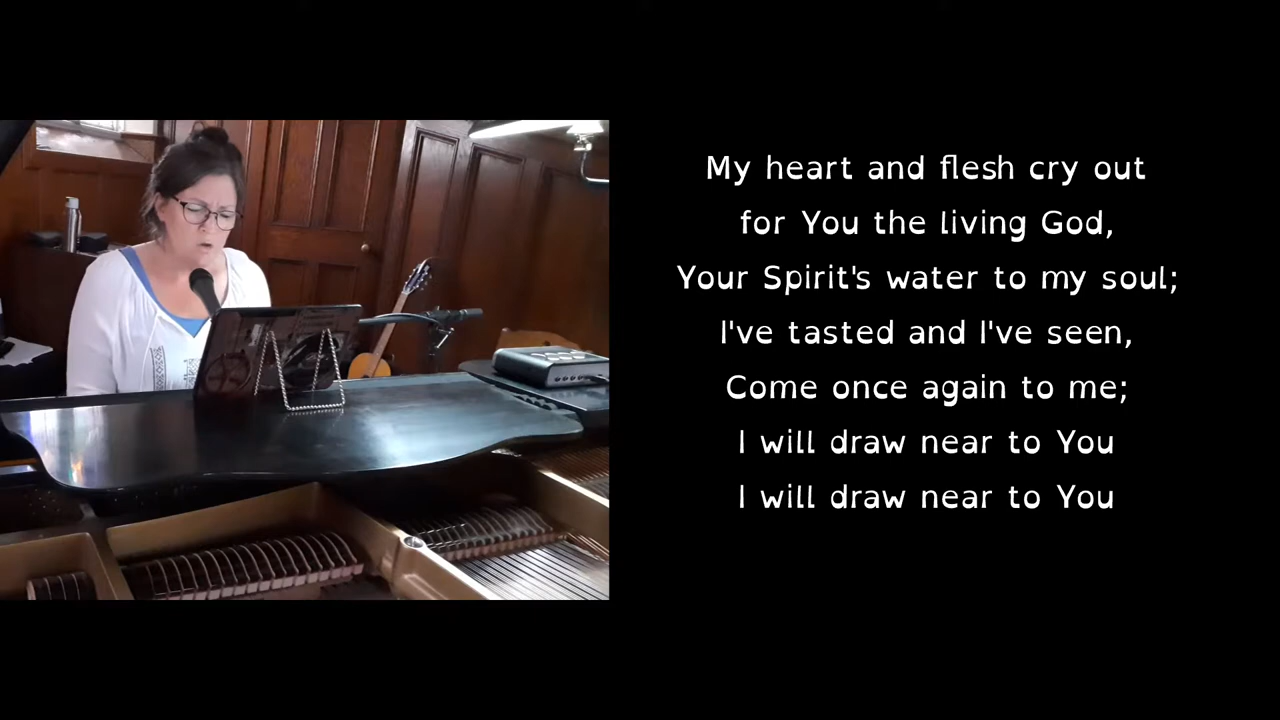 My heart and flesh cry out
for You the living God,
Your Spirit's water to my soul;
I've tasted and I've seen,
Come once again to me;
I will draw near to You
I will draw near to You